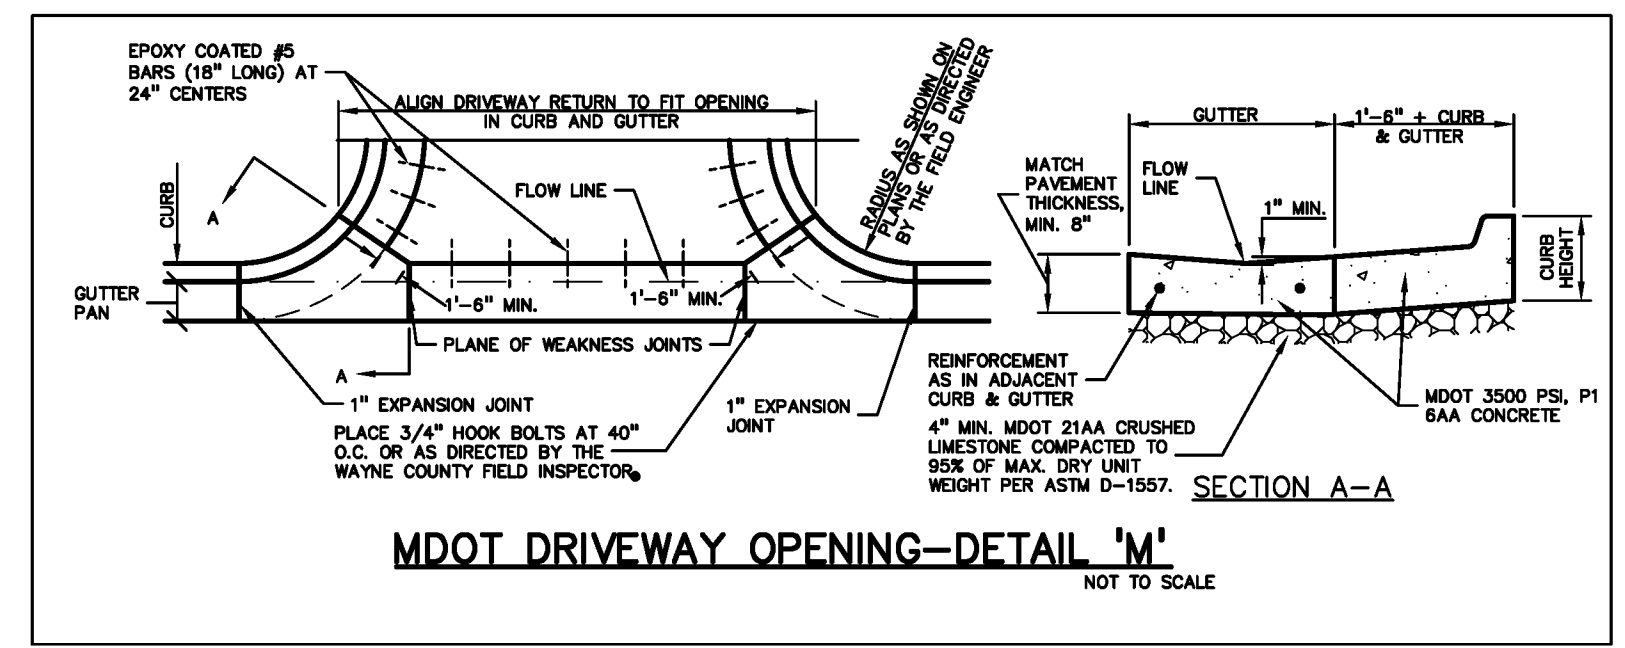 EPOXY COATED #5
BARS (18" LONG) AT
24" CENTERS
ALIGN DRIVEWAY RETURN TO FIT OPENING
IN CURB AND GUTTER
RADIUS AS SHOWN ON
PLANS OR AS DIRECTED
BY THE FIELD ENGINEER
CURB
A
FLOW LINE
GUTTER
PAN
1'-6" MIN.
1'-6" MIN.
PLANE OF WEAKNESS JOINTS
A
1" EXPANSION JOINT
1" EXPANSION
JOINT
PLACE 3/4" HOOK BOLTS AT 40"
O.C. OR AS DIRECTED BY THE
WAYNE COUNTY FIELD INSPECTOR.
GUTTER
1'-6" + CURB
& GUTTER
MATCH
PAVEMENT
THICKNESS,
MIN. 8"
FLOW
LINE
1" MIN.
CURB
HEIGHT
REINFORCEMENT
AS IN ADJACENT
CURB & GUTTER
4" MIN. MDOT 21AA CRUSHED
LIMESTONE COMPACTED TO
95% OF MAX. DRY UNIT
WEIGHT PER ASTM D-1557.
MDOT 3500 PSI, P1
6AA CONCRETE
SECTION A-A
MDOT DRIVEWAY OPENING-DETAIL 'M'
NOT TO SCALE